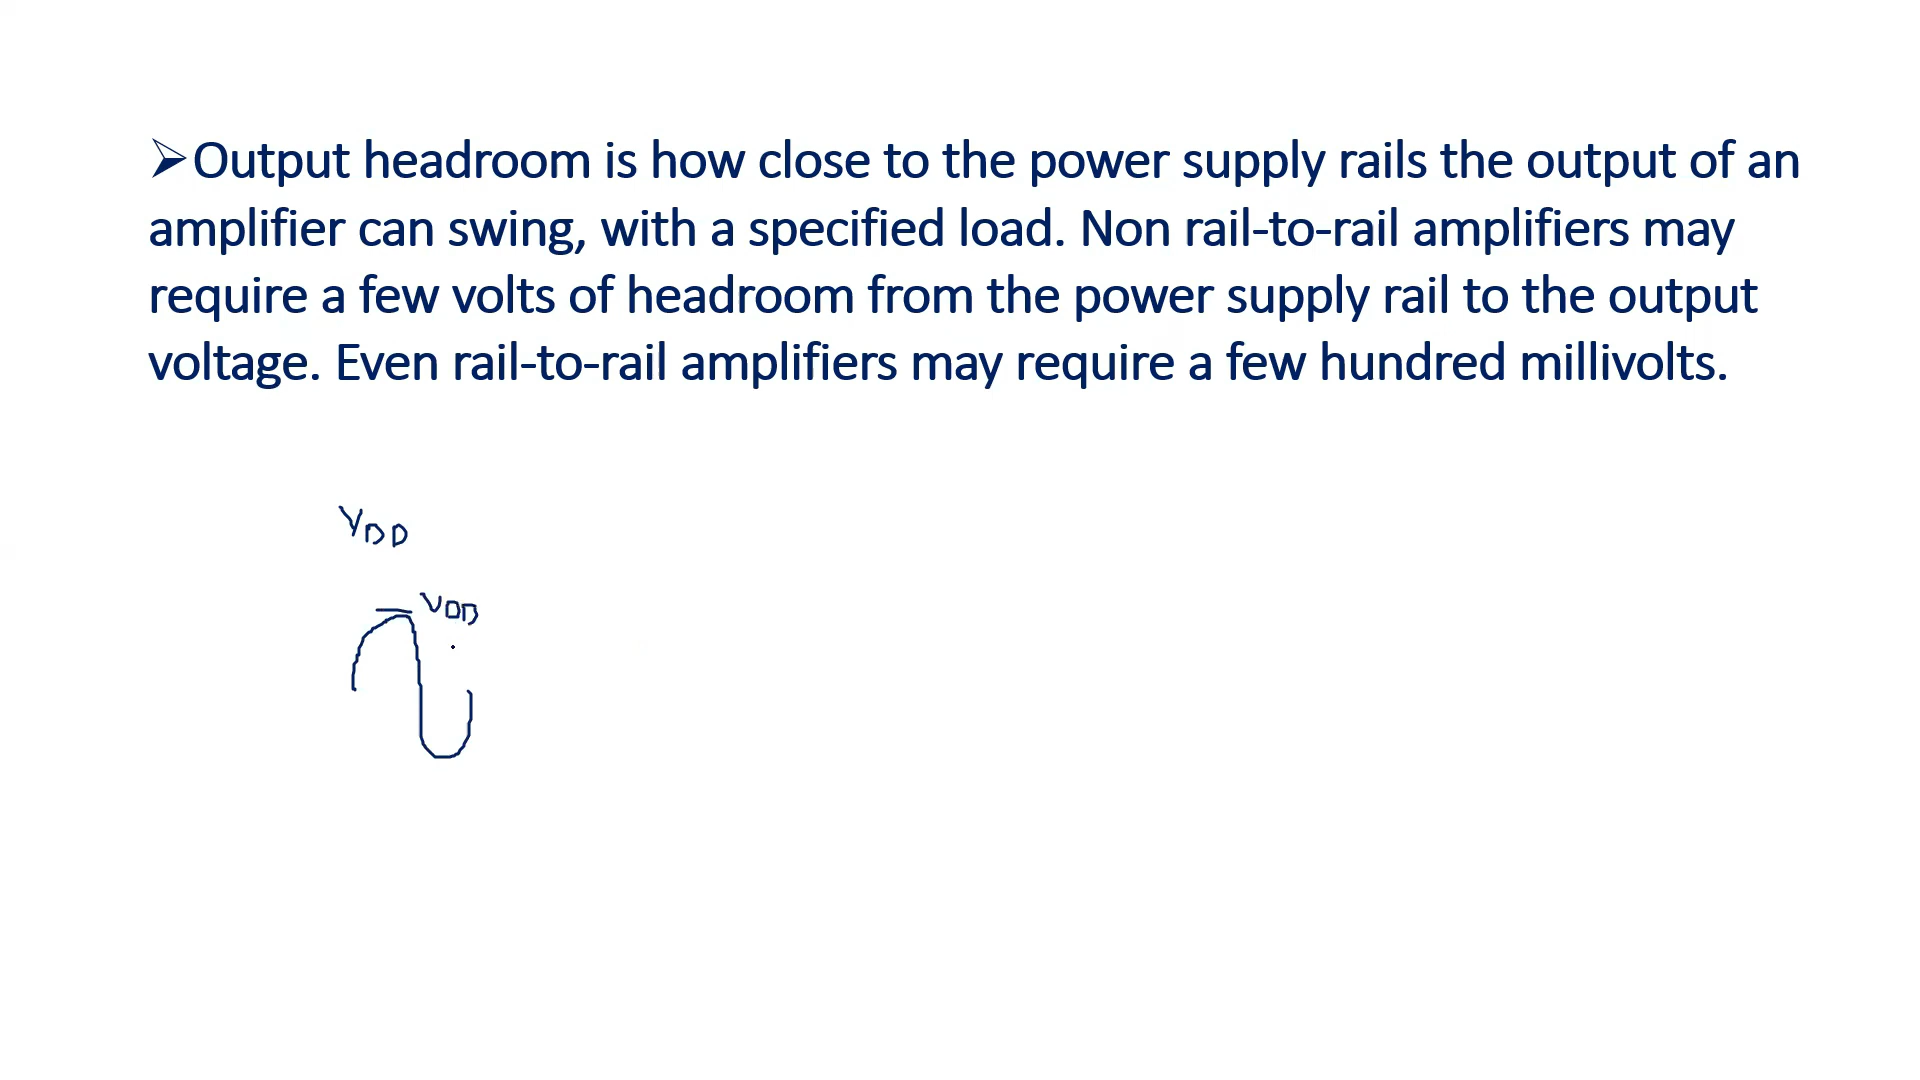 ➢Output headroom is how close to the power supply rails the output of an
amplifier can swing, with a specified load. Non rail-to-rail amplifiers may
require a few volts of headroom from the power supply rail to the output
voltage. Even rail-to-rail amplifiers may require a few hundred millivolts.
VDD
VDD